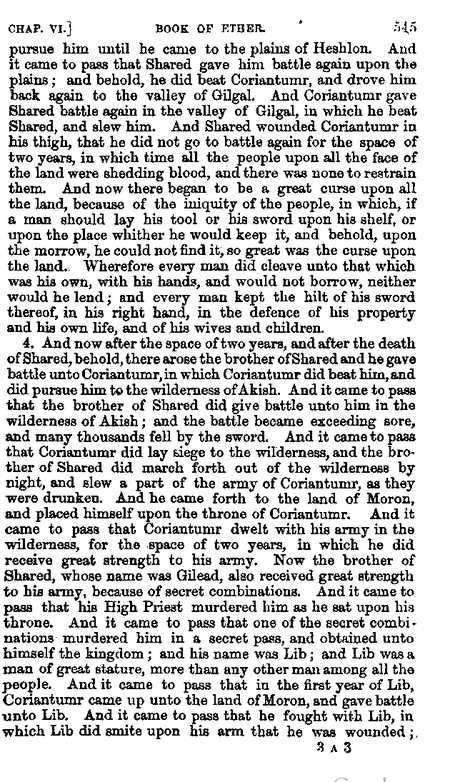 CHAP. VI.] BOOK OF ETHER. 545
pursue him until he came to the plains of Heshlon. And
it came to pass that Shared gave him battle again upon the
plains; and behold, he did beat Coriantumr, and drove him
back again to the valley of Gilgal. And Coriantumr gave
Shared battle again in the valley of Gilgal, in which he beat
Shared, and slew him. And Shared wounded Coriantumr in
his thigh, that he did not go to battle again for the space of
two years, in which time all the people upon all the face of
the land were shedding blood, and there was none to restrain
them. And now there began to be a great curse upon all
the land, because of the iniquity of the people, in which, if
a man should lay his tool or his sword upon his shelf, or
upon the place whither he would keep it, and behold, upon
the morrow, he could not find it, so great was the curse upon
the land. Wherefore every man did cleave unto that which
was his own, with his hands, and would not borrow, neither
would he lend; and every man kept the hilt of his sword
thereof, in his right hand, in the defence of his property
and his own life, and of his wives and children.
4. And now after the space of two years, and after the death
of Shared, behold, there arose the brother of Shared and he gave
battle unto Coriantumr, in which Coriantumr did beat him, and
did pursue him to the wilderness of Akish. And it came to pass
that the brother of Shared did give battle unto him in the
wilderness of Akish; and the battle became exceeding sore,
and many thousands fell by the sword. And it came to pass
that Coriantumr did lay siege to the wilderness, and the bro-
ther of Shared did march forth out of the wilderness by
night, and slew a part of the army of Coriantumr, as they
were drunken. And he came forth to the land of Moron,
and placed himself upon the throne of Coriantumr. And it
came to pass that Coriantumr dwelt with his army in the
wilderness, for the space of two years, in which he did
receive great strength to his army. Now the brother of
Shared, whose name was Gilead, also received great strength
to his army, because of secret combinations. And it came to
pass that his High Priest murdered him as he sat upon his
throne. And it came to pass that one of the secret combi-
nations murdered him in a secret pass, and obtained unto
himself the kingdom; and his name was Lib; and Lib was a
man of great stature, more than any other man among all the
people. And it came to pass that in the first year of Lib,
Coriantumr came up unto the land of Moron, and gave battle
unto Lib. And it came to pass that he fought with Lib, in
which Lib did smite upon his arm that he was wounded;
3 A 3